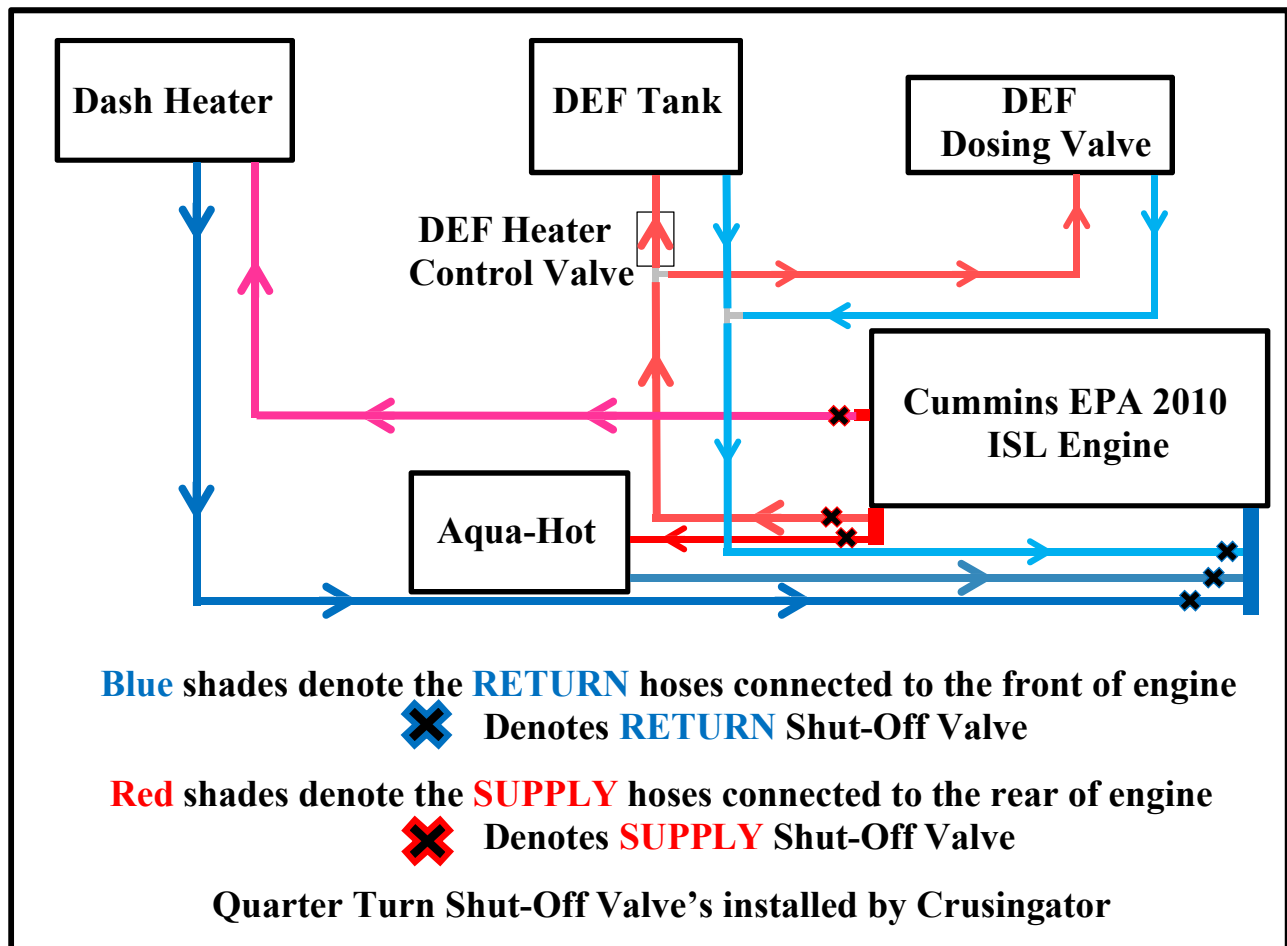 Dash Heater
DEF Tank
DEF
Dosing Valve
DEF Heater
Control Valve
Cummins EPA 2010
ISL Engine
Aqua-Hot
Blue shades denote the RETURN hoses connected to the front of engine
Denotes RETURN Shut-Off Valve
Red shades denote the SUPPLY hoses connected to the rear of engine
Denotes SUPPLY Shut-Off Valve
Quarter Turn Shut-Off Valve's installed by Crusingator